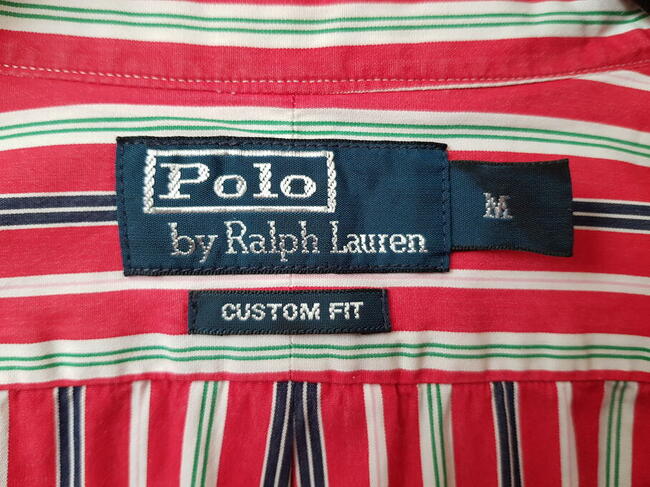 Polo
by Ralph Lauren
M
CUSTOM FIT